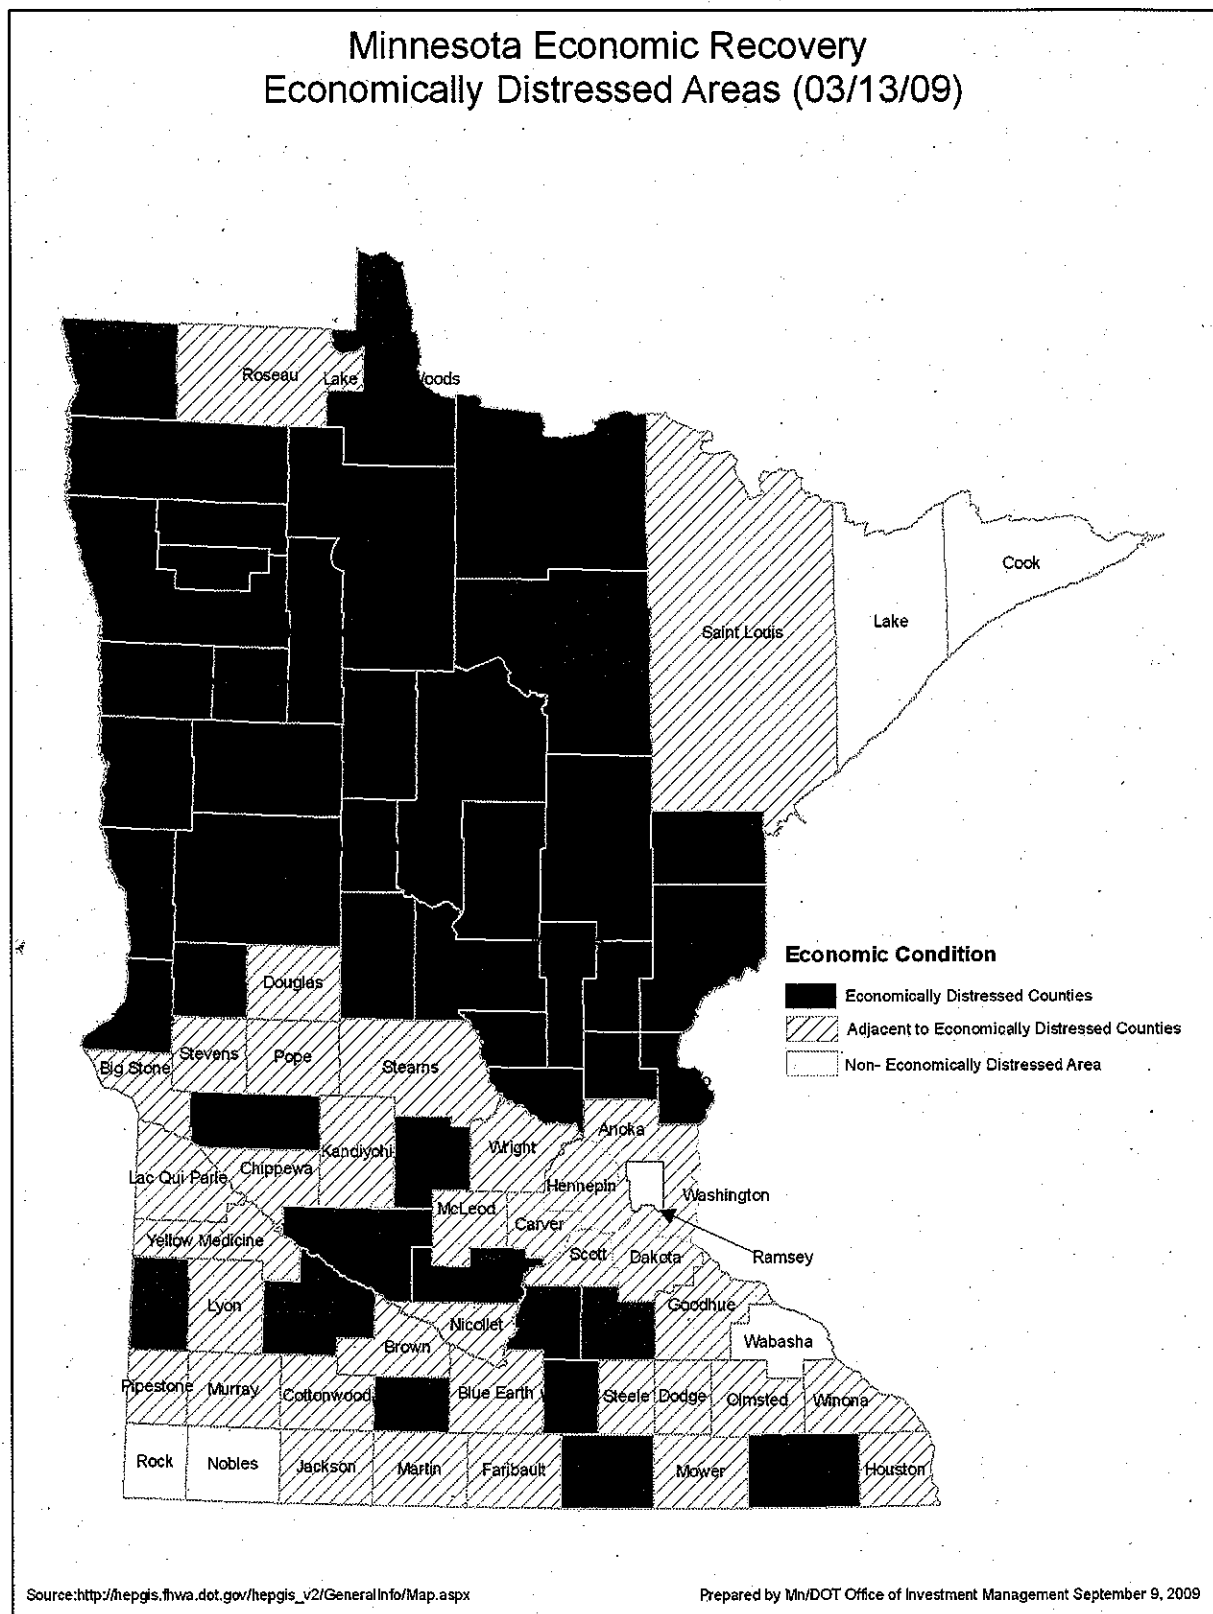 Minnesota Economic Recovery
Economically Distressed Areas (03/13/09)
Roseau
Lake
Cook
Lake
Saint Louis
Economic Condition
Economically Distressed Counties
Adjacent to Economically Distressed Counties
Non- Economically Distressed Area
Douglas
Stevens
Pope
Big Stone
Stearns
Anoka
Wright
Kandiyohi
Chippewa
Lac Qui Parle
Hennepin
Washington
McLeod
Carver
Yellow Medicine
Scott
Dakota
Ramsey
Lyon
Goodhue
Nicollet
Brown
Wabasha
Pipestone
Murray
Cottonwood
Blue Earth
Steele
Dodge
Olmsted
Winona
Rock
Nobles
Jackson
Martin
Faribault
Mower
Houston
Source:http://hepgis.fhwa.dot.gov/hepgis_v2/GeneralInfo/Map.aspx
Prepared by Mn/DOT Office of Investment Management September 9, 2009